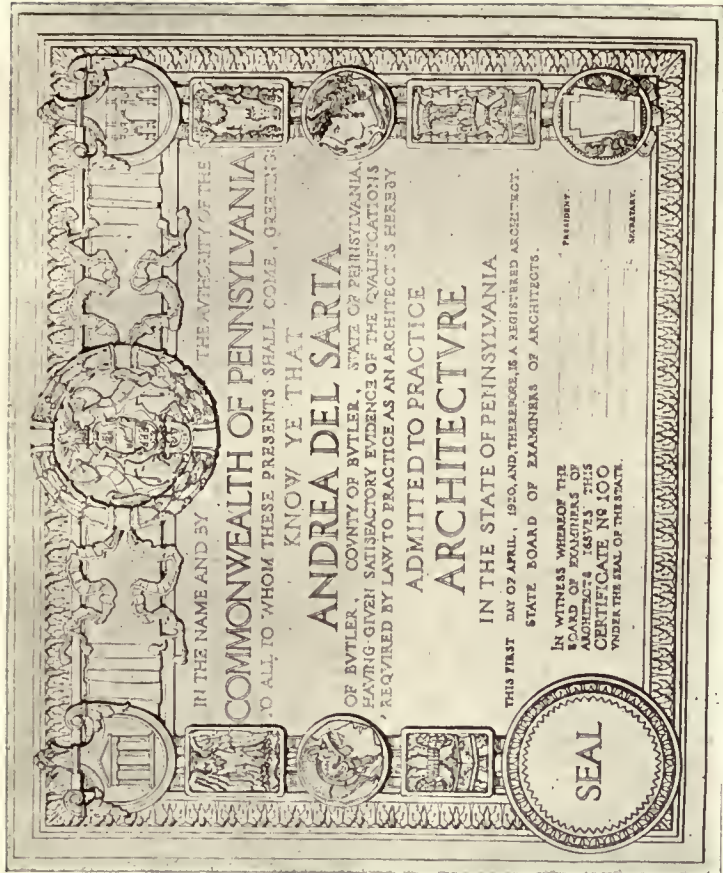 IN THE NAME AND BY THE AVTHORITY OF THE
COMMONWEALTH OF PENNSYLVANIA
TO ALL TO WHOM THESE PRESENTS SHALL COME, GREETING:
KNOW YE THAT
ANDREA DEL SARTA
OF BVTLER, COVNTY OF BVTLER, STATE OF PENNSYLVANIA,
HAVING GIVEN SATISFACTORY EVIDENCE OF THE QVALIFICATIONS
REQVIRED BY LAW TO PRACTICE AS AN ARCHITECT IS HEREBY
ADMITTED TO PRACTICE
ARCHITECTVRE
IN THE STATE OF PENNSYLVANIA
THIS FIRST DAY OF APRIL, 1920, AND, THEREFORE, IS A REGISTERED ARCHITECT.
STATE BOARD OF EXAMINERS OF ARCHITECTS.
IN WITNESS WHEREOF THE
BOARD OF EXAMINERS OF
ARCHITECTS ISSVES THIS
CERTIFICATE Nº 100
VNDER THE SEAL OF THE STATE.
PRESIDENT.
SECRETARY.
SEAL